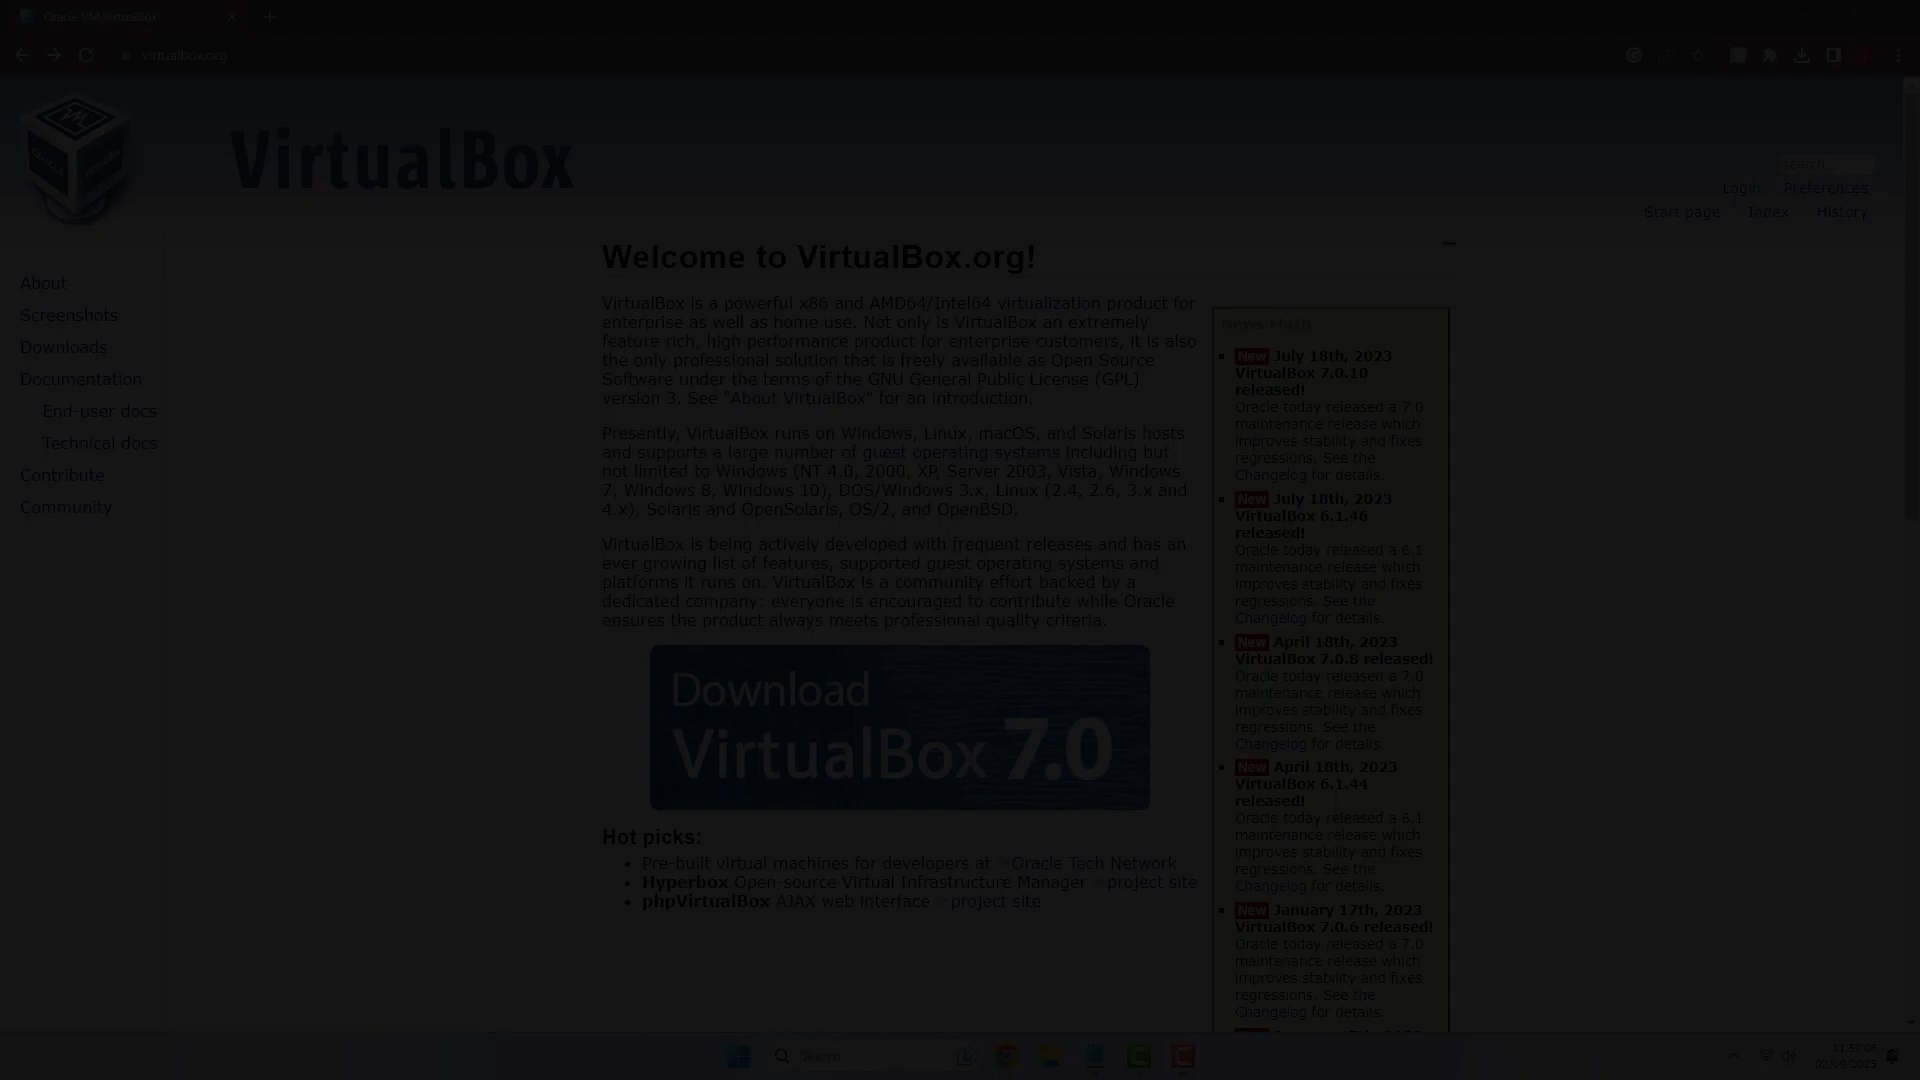 Oracle VM VirtualBox
virtualbox.org
VirtualBox
search...
Login Preferences
Start page Index History
About
Screenshots
Downloads
Documentation
End-user docs
Technical docs
Contribute
Community
Welcome to VirtualBox.org!
VirtualBox is a powerful x86 and AMD64/Intel64 virtualization product for
enterprise as well as home use. Not only is VirtualBox an extremely
feature rich, high performance product for enterprise customers, it is also
the only professional solution that is freely available as Open Source
Software under the terms of the GNU General Public License (GPL)
version 3. See "About VirtualBox" for an introduction.
Presently, VirtualBox runs on Windows, Linux, macOS, and Solaris hosts
and supports a large number of guest operating systems including but
not limited to Windows (NT 4.0, 2000, XP, Server 2003, Vista, Windows
7, Windows 8, Windows 10), DOS/Windows 3.x, Linux (2.4, 2.6, 3.x and
4.x), Solaris and OpenSolaris, OS/2, and OpenBSD.
VirtualBox is being actively developed with frequent releases and has an
ever growing list of features, supported guest operating systems and
platforms it runs on. VirtualBox is a community effort backed by a
dedicated company: everyone is encouraged to contribute while Oracle
ensures the product always meets professional quality criteria.
Download
VirtualBox 7.0
Hot picks:
Pre-built virtual machines for developers at Oracle Tech Network
Hyperbox Open-source Virtual Infrastructure Manager project site
phpVirtualBox AJAX web interface project site
News Flash
New July 18th, 2023
VirtualBox 7.0.10
released!
Oracle today released a 7.0
maintenance release which
improves stability and fixes
regressions. See the
Changelog for details.
New July 18th, 2023
VirtualBox 6.1.46
released!
Oracle today released a 6.1
maintenance release which
improves stability and fixes
regressions. See the
Changelog for details.
New April 18th, 2023
VirtualBox 7.0.8 released!
Oracle today released a 7.0
maintenance release which
improves stability and fixes
regressions. See the
Changelog for details.
New April 18th, 2023
VirtualBox 6.1.44
released!
Oracle today released a 6.1
maintenance release which
improves stability and fixes
regressions. See the
Changelog for details.
New January 17th, 2023
VirtualBox 7.0.6 released!
Oracle today released a 7.0
maintenance release which
improves stability and fixes
regressions. See the
Changelog for details.
Search
11:57:08
02/09/2023